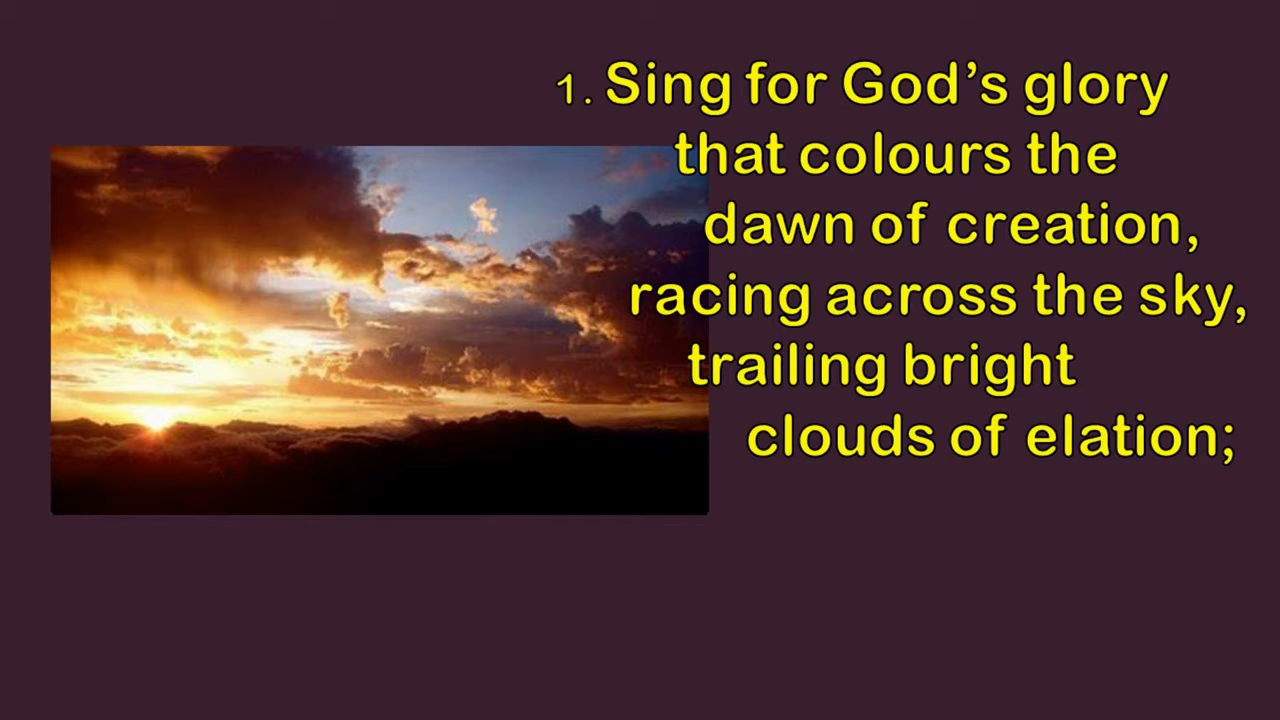 1. Sing for God’s glory
that colours the
dawn of creation,
racing across the sky,
trailing bright
clouds of elation;